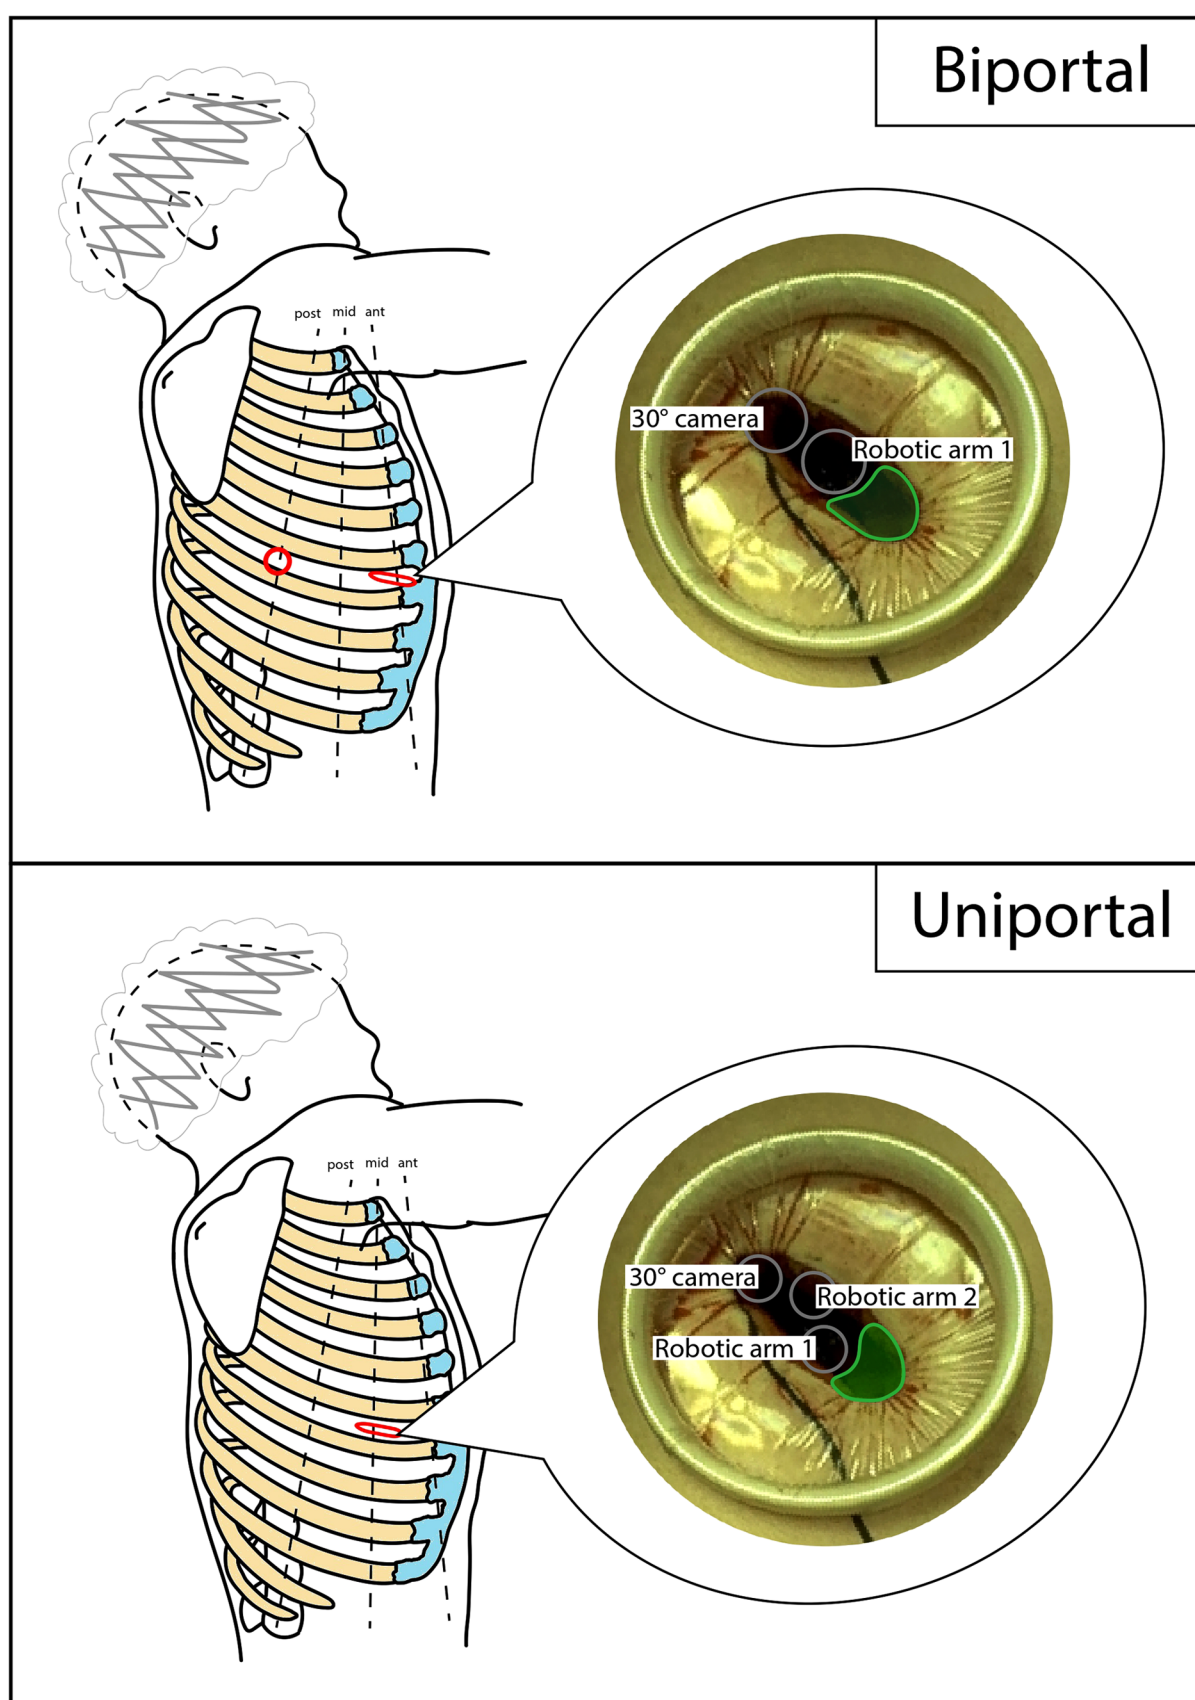 Biportal
post mid ant
30° camera
Robotic arm 1
Uniportal
post mid ant
30° camera
Robotic arm 2
Robotic arm 1